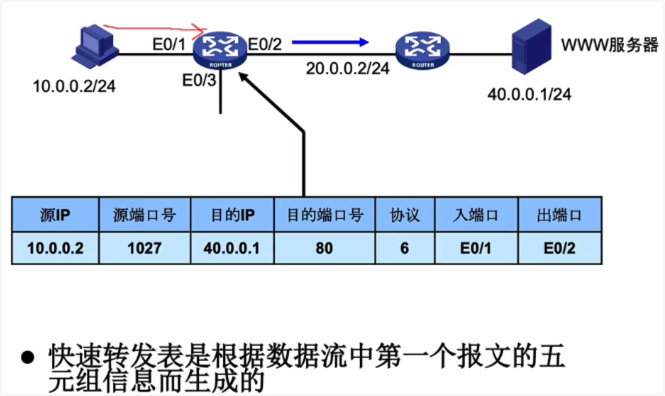 E0/1
E0/2
WWW服务器
ROUTER
ROUTER
E0/3
20.0.0.2/24
10.0.0.2/24
40.0.0.1/24
源IP 源端口号 目的IP 目的端口号 协议 入端口 出端口
10.0.0.2 1027 40.0.0.1 80 6 E0/1 E0/2
● 快速转发表是根据数据流中第一个报文的五
元组信息而生成的